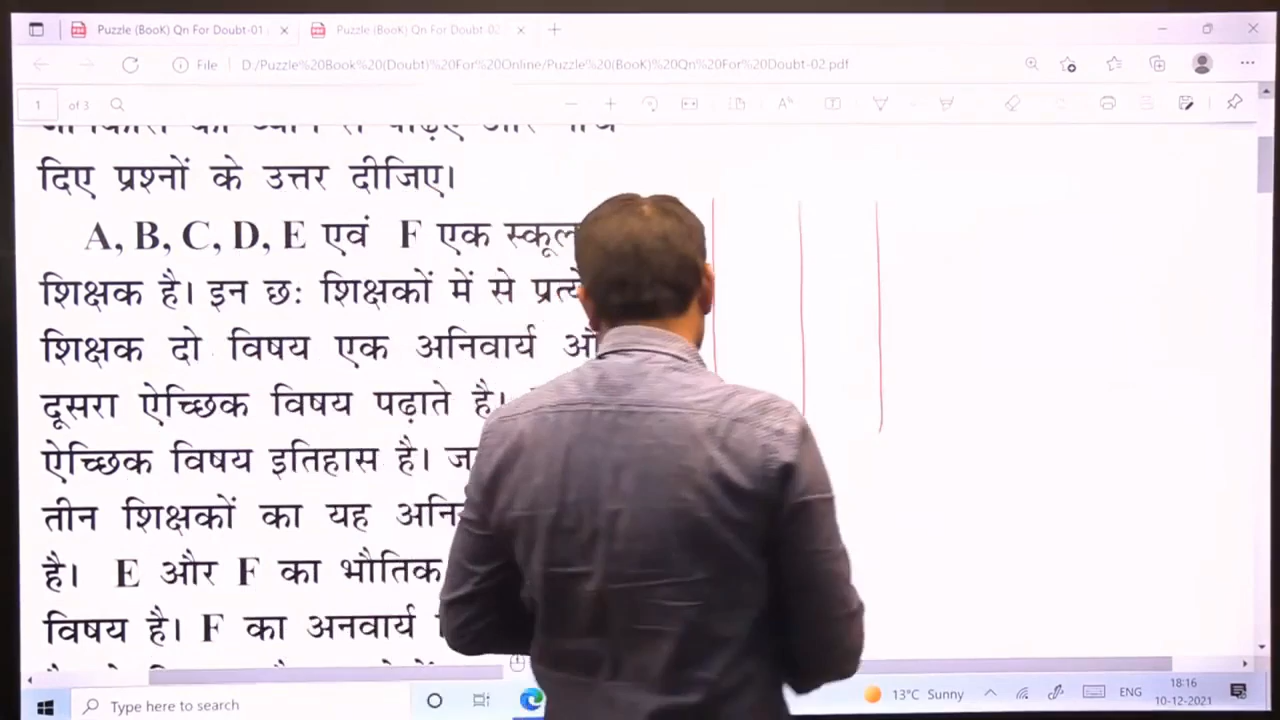 Puzzle (BooK) Qn For Doubt-01
Puzzle (BooK) Qn For Doubt-02
File D:/Puzzle%20Book%20(Doubt)%20For%20Online/Puzzle%20(BooK)%20Qn%20For%20Doubt-02.pdf
1 of 3
दिए प्रश्नों के उत्तर दीजिए।
A, B, C, D, E एवं F एक स्कूल
शिक्षक है। इन छः शिक्षकों में से
शिक्षक दो विषय एक अनिवार्य
दूसरा ऐच्छिक विषय पढ़ाते है।
ऐच्छिक विषय इतिहास है।
तीन शिक्षकों का यह
है। E और F का
विषय है। F का अनवार्य
Type here to search
13°C Sunny
ENG
18:16
10-12-2021